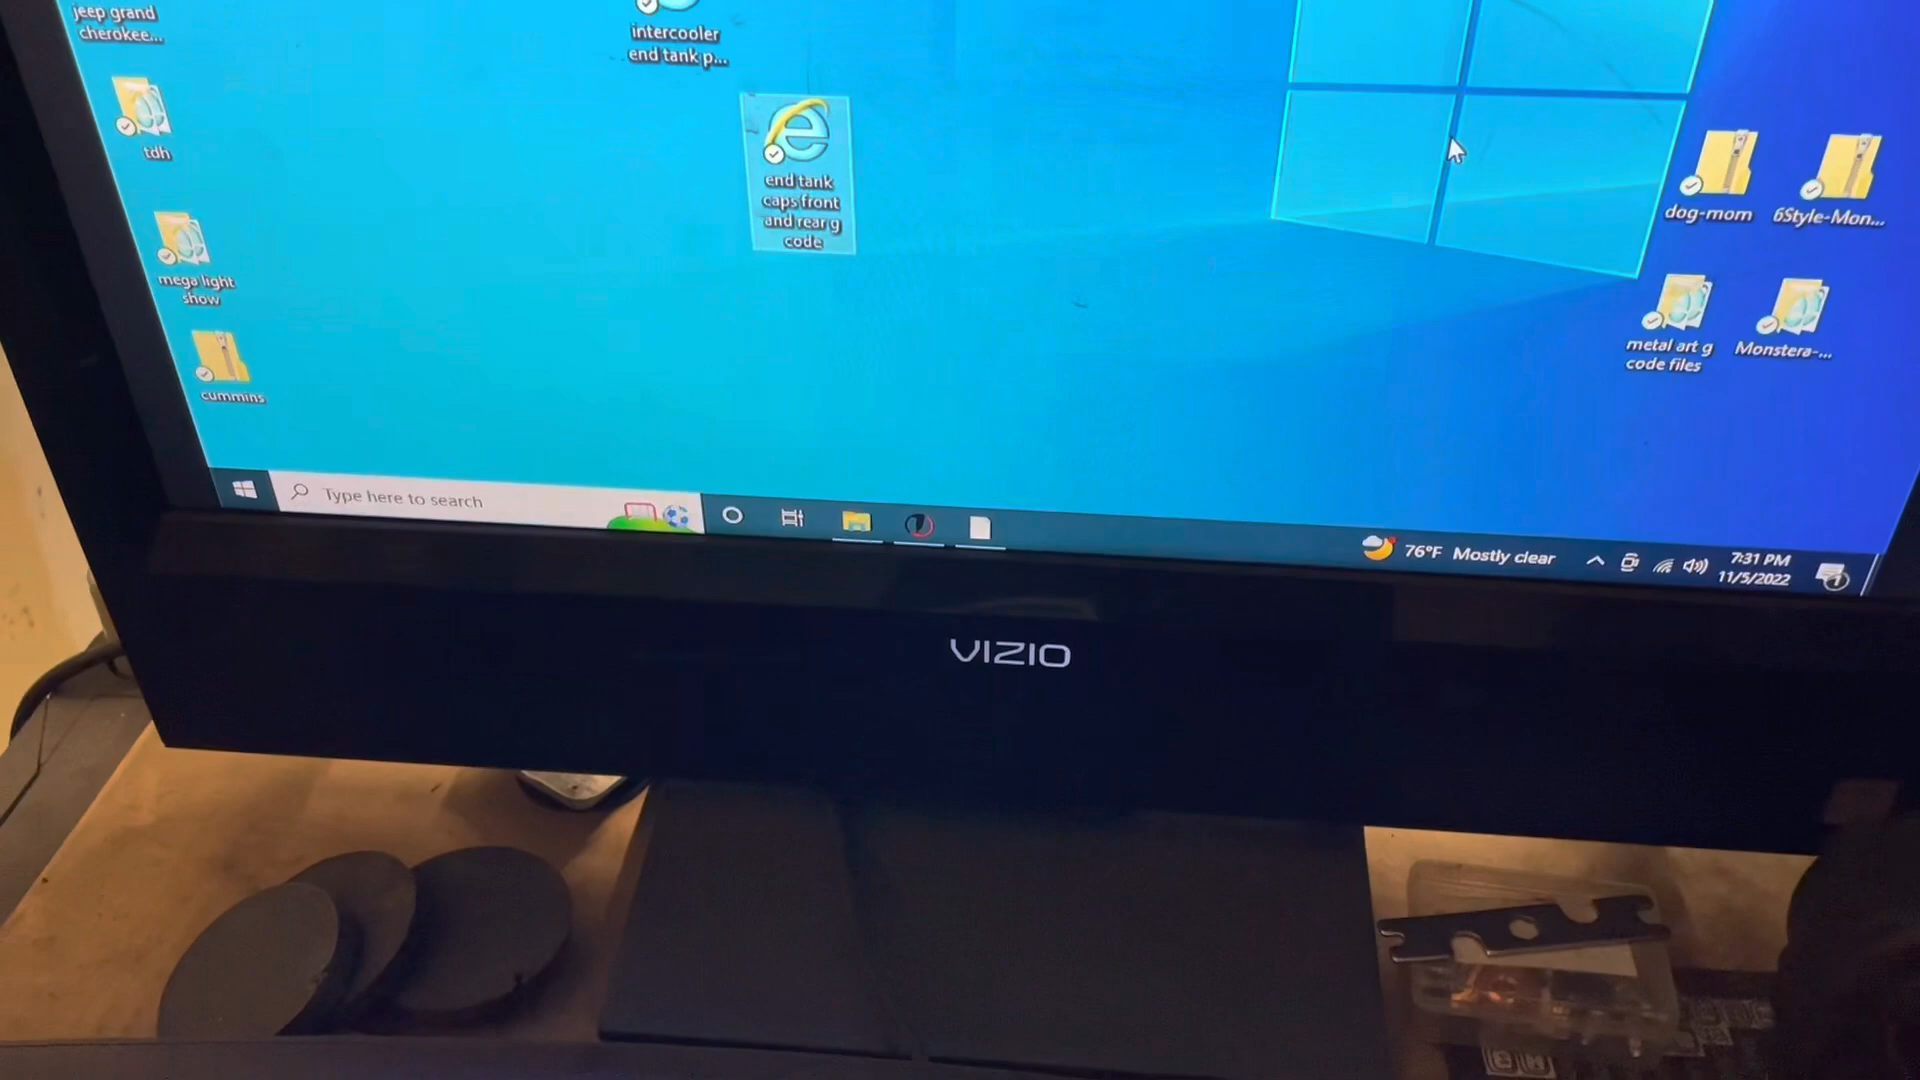 jeep grand
cherokee...
intercooler
end tank p...
tdh
end tank
caps front
and rear g
code
dog-mom
6Style-Mon...
mega light
show
metal art g
code files
Monstera-...
cummins
Type here to search
76°F Mostly clear
7:31 PM
11/5/2022
1
VIZIO